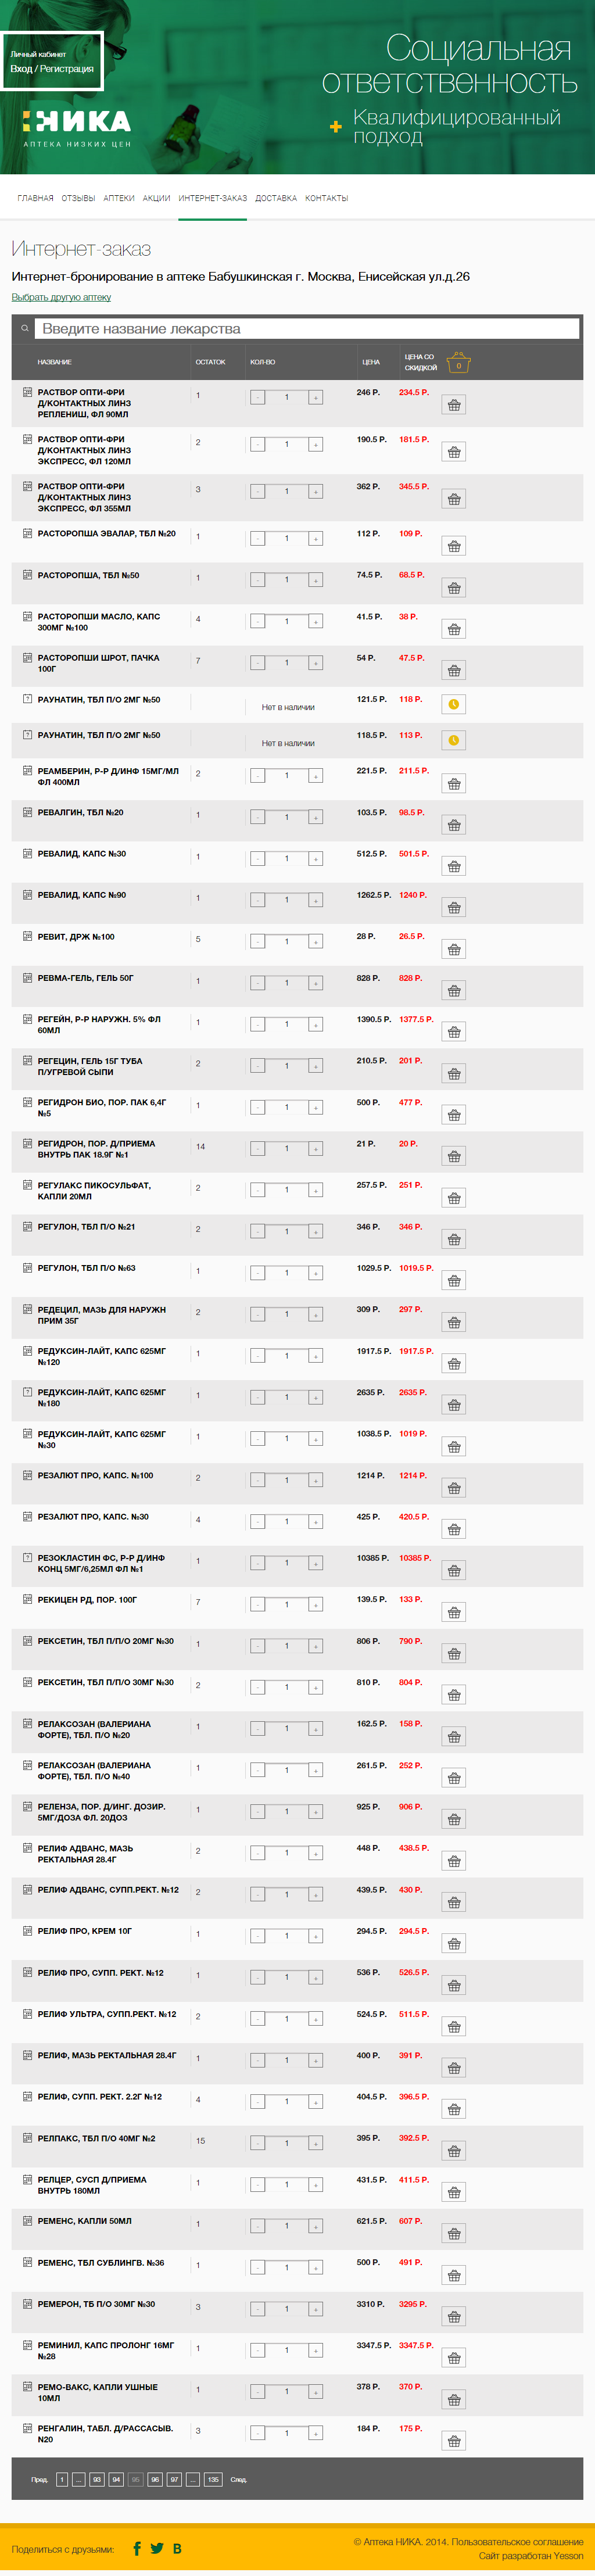 Личный кабинет
Вход / Регистрация
НИКА
АПТЕКА НИЗКИХ ЦЕН
Социальная
ответственность
Квалифицированный
подход
ГЛАВНАЯ ОТЗЫВЫ АПТЕКИ АКЦИИ ИНТЕРНЕТ-ЗАКАЗ ДОСТАВКА КОНТАКТЫ
Интернет-заказ
Интернет-бронирование в аптеке Бабушкинская г. Москва, Енисейская ул.д.26
Выбрать другую аптеку
Введите название лекарства
НАЗВАНИЕ ОСТАТОК КОЛ-ВО ЦЕНА ЦЕНА СО СКИДКОЙ 0
РАСТВОР ОПТИ-ФРИ Д/КОНТАКТНЫХ ЛИНЗ РЕПЛЕНИШ, ФЛ 90МЛ 1 - 1 + 246 Р. 234.5 Р.
РАСТВОР ОПТИ-ФРИ Д/КОНТАКТНЫХ ЛИНЗ ЭКСПРЕСС, ФЛ 120МЛ 2 - 1 + 190.5 Р. 181.5 Р.
РАСТВОР ОПТИ-ФРИ Д/КОНТАКТНЫХ ЛИНЗ ЭКСПРЕСС, ФЛ 355МЛ 3 - 1 + 362 Р. 345.5 Р.
РАСТОРОПША ЭВАЛАР, ТБЛ №20 1 - 1 + 112 Р. 109 Р.
РАСТОРОПША, ТБЛ №50 1 - 1 + 74.5 Р. 68.5 Р.
РАСТОРОПШИ МАСЛО, КАПС 300МГ №100 4 - 1 + 41.5 Р. 38 Р.
РАСТОРОПШИ ШРОТ, ПАЧКА 100Г 7 - 1 + 54 Р. 47.5 Р.
РАУНАТИН, ТБЛ П/О 2МГ №50 Нет в наличии 121.5 Р. 118 Р.
РАУНАТИН, ТБЛ П/О 2МГ №50 Нет в наличии 118.5 Р. 113 Р.
РЕАМБЕРИН, Р-Р Д/ИНФ 15МГ/МЛ ФЛ 400МЛ 2 - 1 + 221.5 Р. 211.5 Р.
РЕВАЛГИН, ТБЛ №20 1 - 1 + 103.5 Р. 98.5 Р.
РЕВАЛИД, КАПС №30 1 - 1 + 512.5 Р. 501.5 Р.
РЕВАЛИД, КАПС №90 1 - 1 + 1262.5 Р. 1240 Р.
РЕВИТ, ДРЖ №100 5 - 1 + 28 Р. 26.5 Р.
РЕВМА-ГЕЛЬ, ГЕЛЬ 50Г 1 - 1 + 828 Р. 828 Р.
РЕГЕЙН, Р-Р НАРУЖН. 5% ФЛ 60МЛ 1 - 1 + 1390.5 Р. 1377.5 Р.
РЕГЕЦИН, ГЕЛЬ 15Г ТУБА П/УГРЕВОЙ СЫПИ 2 - 1 + 210.5 Р. 201 Р.
РЕГИДРОН БИО, ПОР. ПАК 6,4Г №5 1 - 1 + 500 Р. 477 Р.
РЕГИДРОН, ПОР. Д/ПРИЕМА ВНУТРЬ ПАК 18.9Г №1 14 - 1 + 21 Р. 20 Р.
РЕГУЛАКС ПИКОСУЛЬФАТ, КАПЛИ 20МЛ 2 - 1 + 257.5 Р. 251 Р.
РЕГУЛОН, ТБЛ П/О №21 2 - 1 + 346 Р. 346 Р.
РЕГУЛОН, ТБЛ П/О №63 1 - 1 + 1029.5 Р. 1019.5 Р.
РЕДЕЦИЛ, МАЗЬ ДЛЯ НАРУЖН ПРИМ 35Г 2 - 1 + 309 Р. 297 Р.
РЕДУКСИН-ЛАЙТ, КАПС 625МГ №120 1 - 1 + 1917.5 Р. 1917.5 Р.
РЕДУКСИН-ЛАЙТ, КАПС 625МГ №180 1 - 1 + 2635 Р. 2635 Р.
РЕДУКСИН-ЛАЙТ, КАПС 625МГ №30 1 - 1 + 1038.5 Р. 1019 Р.
РЕЗАЛЮТ ПРО, КАПС. №100 2 - 1 + 1214 Р. 1214 Р.
РЕЗАЛЮТ ПРО, КАПС. №30 4 - 1 + 425 Р. 420.5 Р.
РЕЗОКЛАСТИН ФС, Р-Р Д/ИНФ КОНЦ 5МГ/6,25МЛ ФЛ №1 1 - 1 + 10385 Р. 10385 Р.
РЕКИЦЕН РД, ПОР. 100Г 7 - 1 + 139.5 Р. 133 Р.
РЕКСЕТИН, ТБЛ П/П/О 20МГ №30 1 - 1 + 806 Р. 790 Р.
РЕКСЕТИН, ТБЛ П/П/О 30МГ №30 2 - 1 + 810 Р. 804 Р.
РЕЛАКСОЗАН (ВАЛЕРИАНА ФОРТЕ), ТБЛ. П/О №20 1 - 1 + 162.5 Р. 158 Р.
РЕЛАКСОЗАН (ВАЛЕРИАНА ФОРТЕ), ТБЛ. П/О №40 1 - 1 + 261.5 Р. 252 Р.
РЕЛЕНЗА, ПОР. Д/ИНГ. ДОЗИР. 5МГ/ДОЗА ФЛ. 20ДОЗ 1 - 1 + 925 Р. 906 Р.
РЕЛИФ АДВАНС, МАЗЬ РЕКТАЛЬНАЯ 28.4Г 2 - 1 + 448 Р. 438.5 Р.
РЕЛИФ АДВАНС, СУПП.РЕКТ. №12 2 - 1 + 439.5 Р. 430 Р.
РЕЛИФ ПРО, КРЕМ 10Г 1 - 1 + 294.5 Р. 294.5 Р.
РЕЛИФ ПРО, СУПП. РЕКТ. №12 1 - 1 + 536 Р. 526.5 Р.
РЕЛИФ УЛЬТРА, СУПП.РЕКТ. №12 2 - 1 + 524.5 Р. 511.5 Р.
РЕЛИФ, МАЗЬ РЕКТАЛЬНАЯ 28.4Г 1 - 1 + 400 Р. 391 Р.
РЕЛИФ, СУПП. РЕКТ. 2.2Г №12 4 - 1 + 404.5 Р. 396.5 Р.
РЕЛПАКС, ТБЛ П/О 40МГ №2 15 - 1 + 395 Р. 392.5 Р.
РЕЛЦЕР, СУСП Д/ПРИЕМА ВНУТРЬ 180МЛ 1 - 1 + 431.5 Р. 411.5 Р.
РЕМЕНС, КАПЛИ 50МЛ 1 - 1 + 621.5 Р. 607 Р.
РЕМЕНС, ТБЛ СУБЛИНГВ. №36 1 - 1 + 500 Р. 491 Р.
РЕМЕРОН, ТБ П/О 30МГ №30 3 - 1 + 3310 Р. 3295 Р.
РЕМИНИЛ, КАПС ПРОЛОНГ 16МГ №28 1 - 1 + 3347.5 Р. 3347.5 Р.
РЕМО-ВАКС, КАПЛИ УШНЫЕ 10МЛ 1 - 1 + 378 Р. 370 Р.
РЕНГАЛИН, ТАБЛ. Д/РАССАСЫВ. N20 3 - 1 + 184 Р. 175 Р.
Пред. 1 ... 93 94 95 96 97 ... 135 След.
Поделиться с друзьями:
© Аптека НИКА. 2014. Пользовательское соглашение
Сайт разработан Yesson